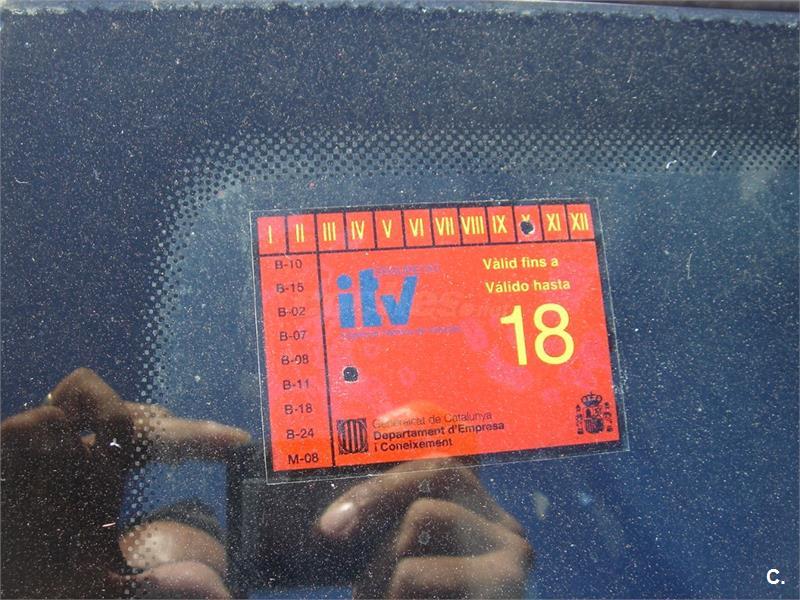 I II III IV V VI VII VIII IX X XI XII
B-10
B-15
B-02
B-07
B-08
B-11
B-18
B-24
M-08
itv
Vàlid fins a
Válido hasta
18
Generalitat de Catalunya
Departament d'Empresa
i Coneixement
C.